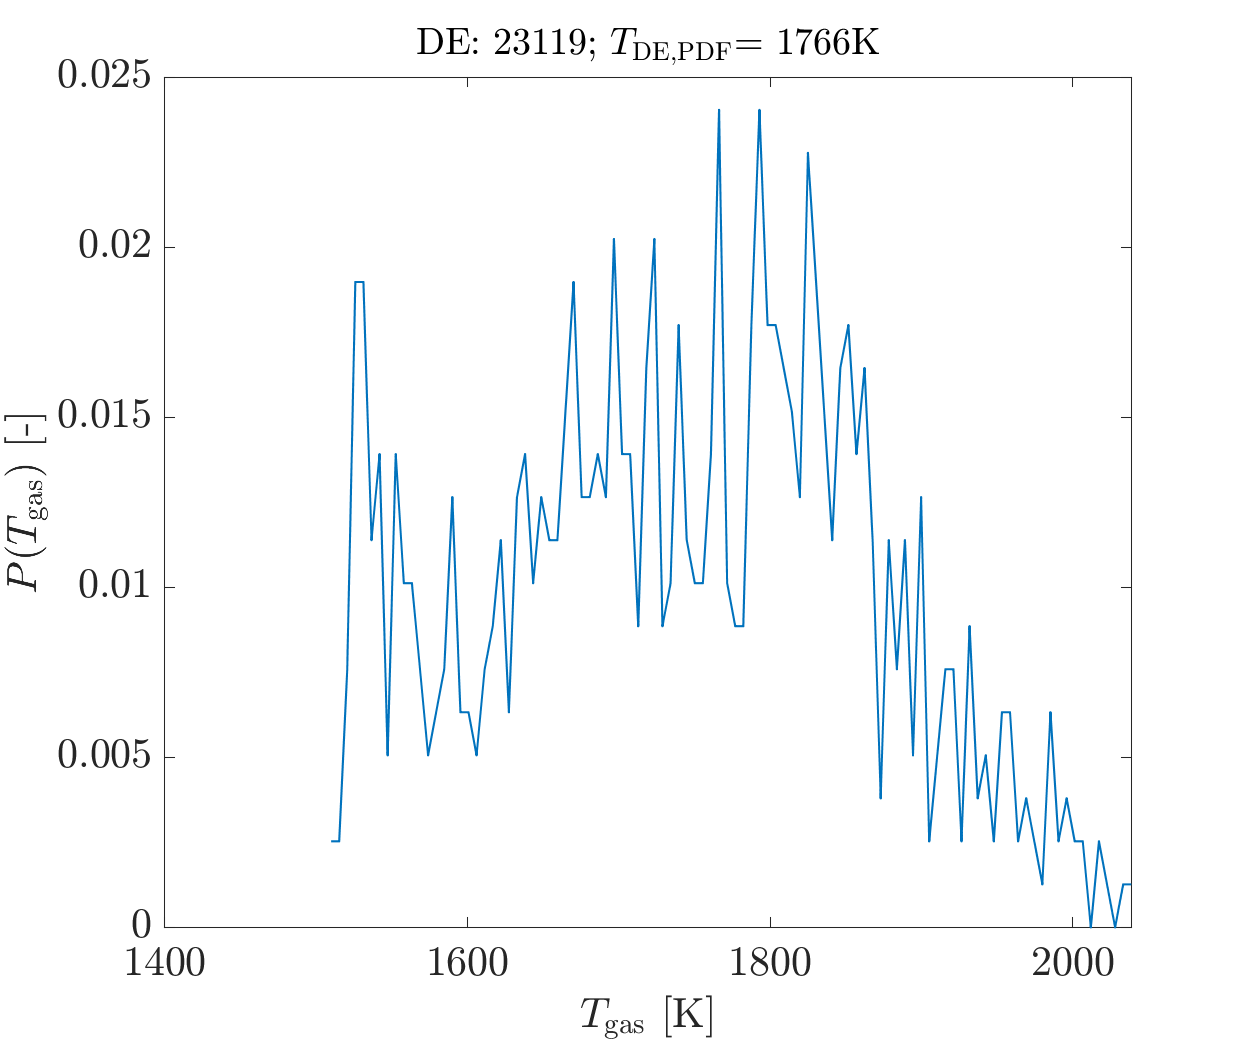 DE: 23119; T_DE,PDF= 1766K
0.025
0.02
0.015
0.01
0.005
0
P(T_gas) [-]
1400 1600 1800 2000
T_gas [K]